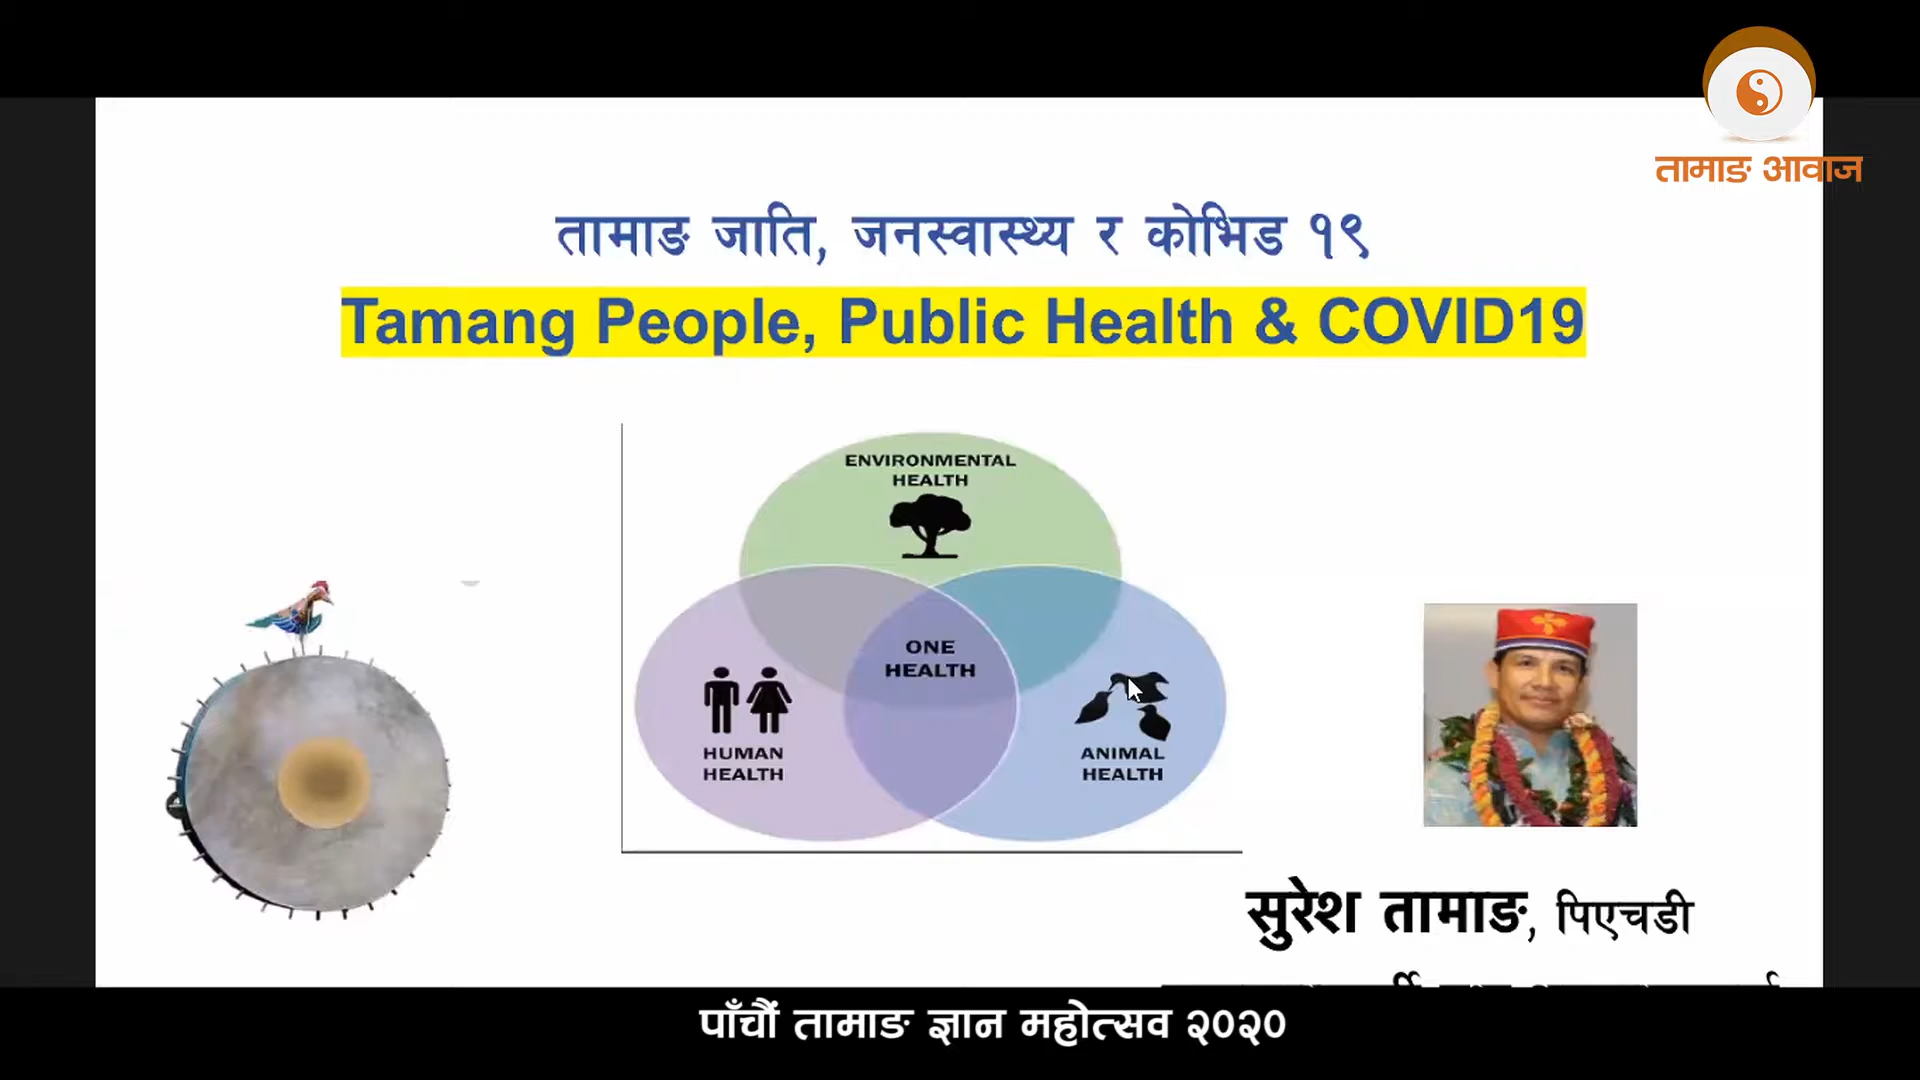 तामाङ आवाज
तामाङ जाति, जनस्वास्थ्य र कोभिड १९
Tamang People, Public Health & COVID19
ENVIRONMENTAL
HEALTH
ONE
HEALTH
HUMAN
HEALTH
ANIMAL
HEALTH
सुरेश तामाङ, पिएचडी
पाँचौं तामाङ ज्ञान महोत्सव २०२०